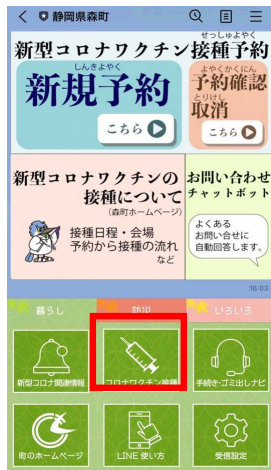 静岡県森町
せっしゅよやく
新型コロナワクチン接種予約
しんきよやく
新規予約
こちら
よやくかくにん
予約確認
とりけし
取消
こちら
新型コロナワクチンの
接種について
(森町ホームページ)
接種日程・会場
予約から接種の流れ
など
お問い合わせ
チャットボット
よくある
お問い合せに
自動回答します。
16:03
暮らし
防災
いろいろ
新型コロナ関連情報
コロナワクチン接種
手続き・ゴミ出しナビ
町のホームページ
LINE 使い方
受信設定